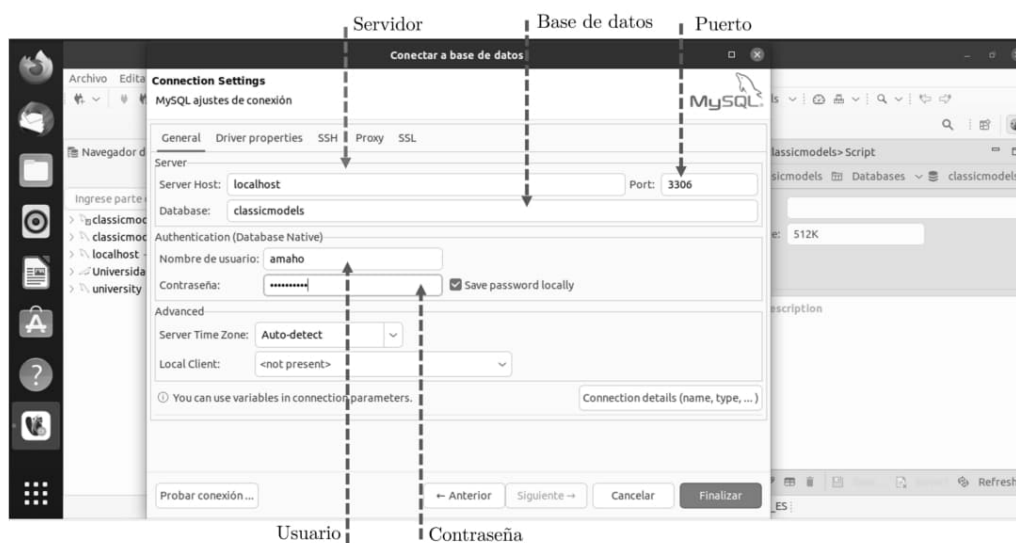 Servidor
Base de datos
Puerto
Conectar a base de datos
Archivo Edita
Connection Settings
MySQL ajustes de conexión
MySQL
General Driver properties SSH Proxy SSL
Navegador d
lassicmodels> Script
Server
sicmodels Databases classicmodels
Server Host: localhost Port: 3306
Ingrese parte
Database: classicmodels
classicmoc
classicmoc
Authentication (Database Native)
e: 512K
localhost
Nombre de usuario: amaho
Universida
university
Contraseña: •••••••••• Save password locally
Advanced
escription
Server Time Zone: Auto-detect
Local Client: <not present>
You can use variables in connection parameters.
Connection details (name, type, ... )
Probar conexión ...
← Anterior Siguiente → Cancelar Finalizar
Refresh
_ES
Usuario
Contraseña